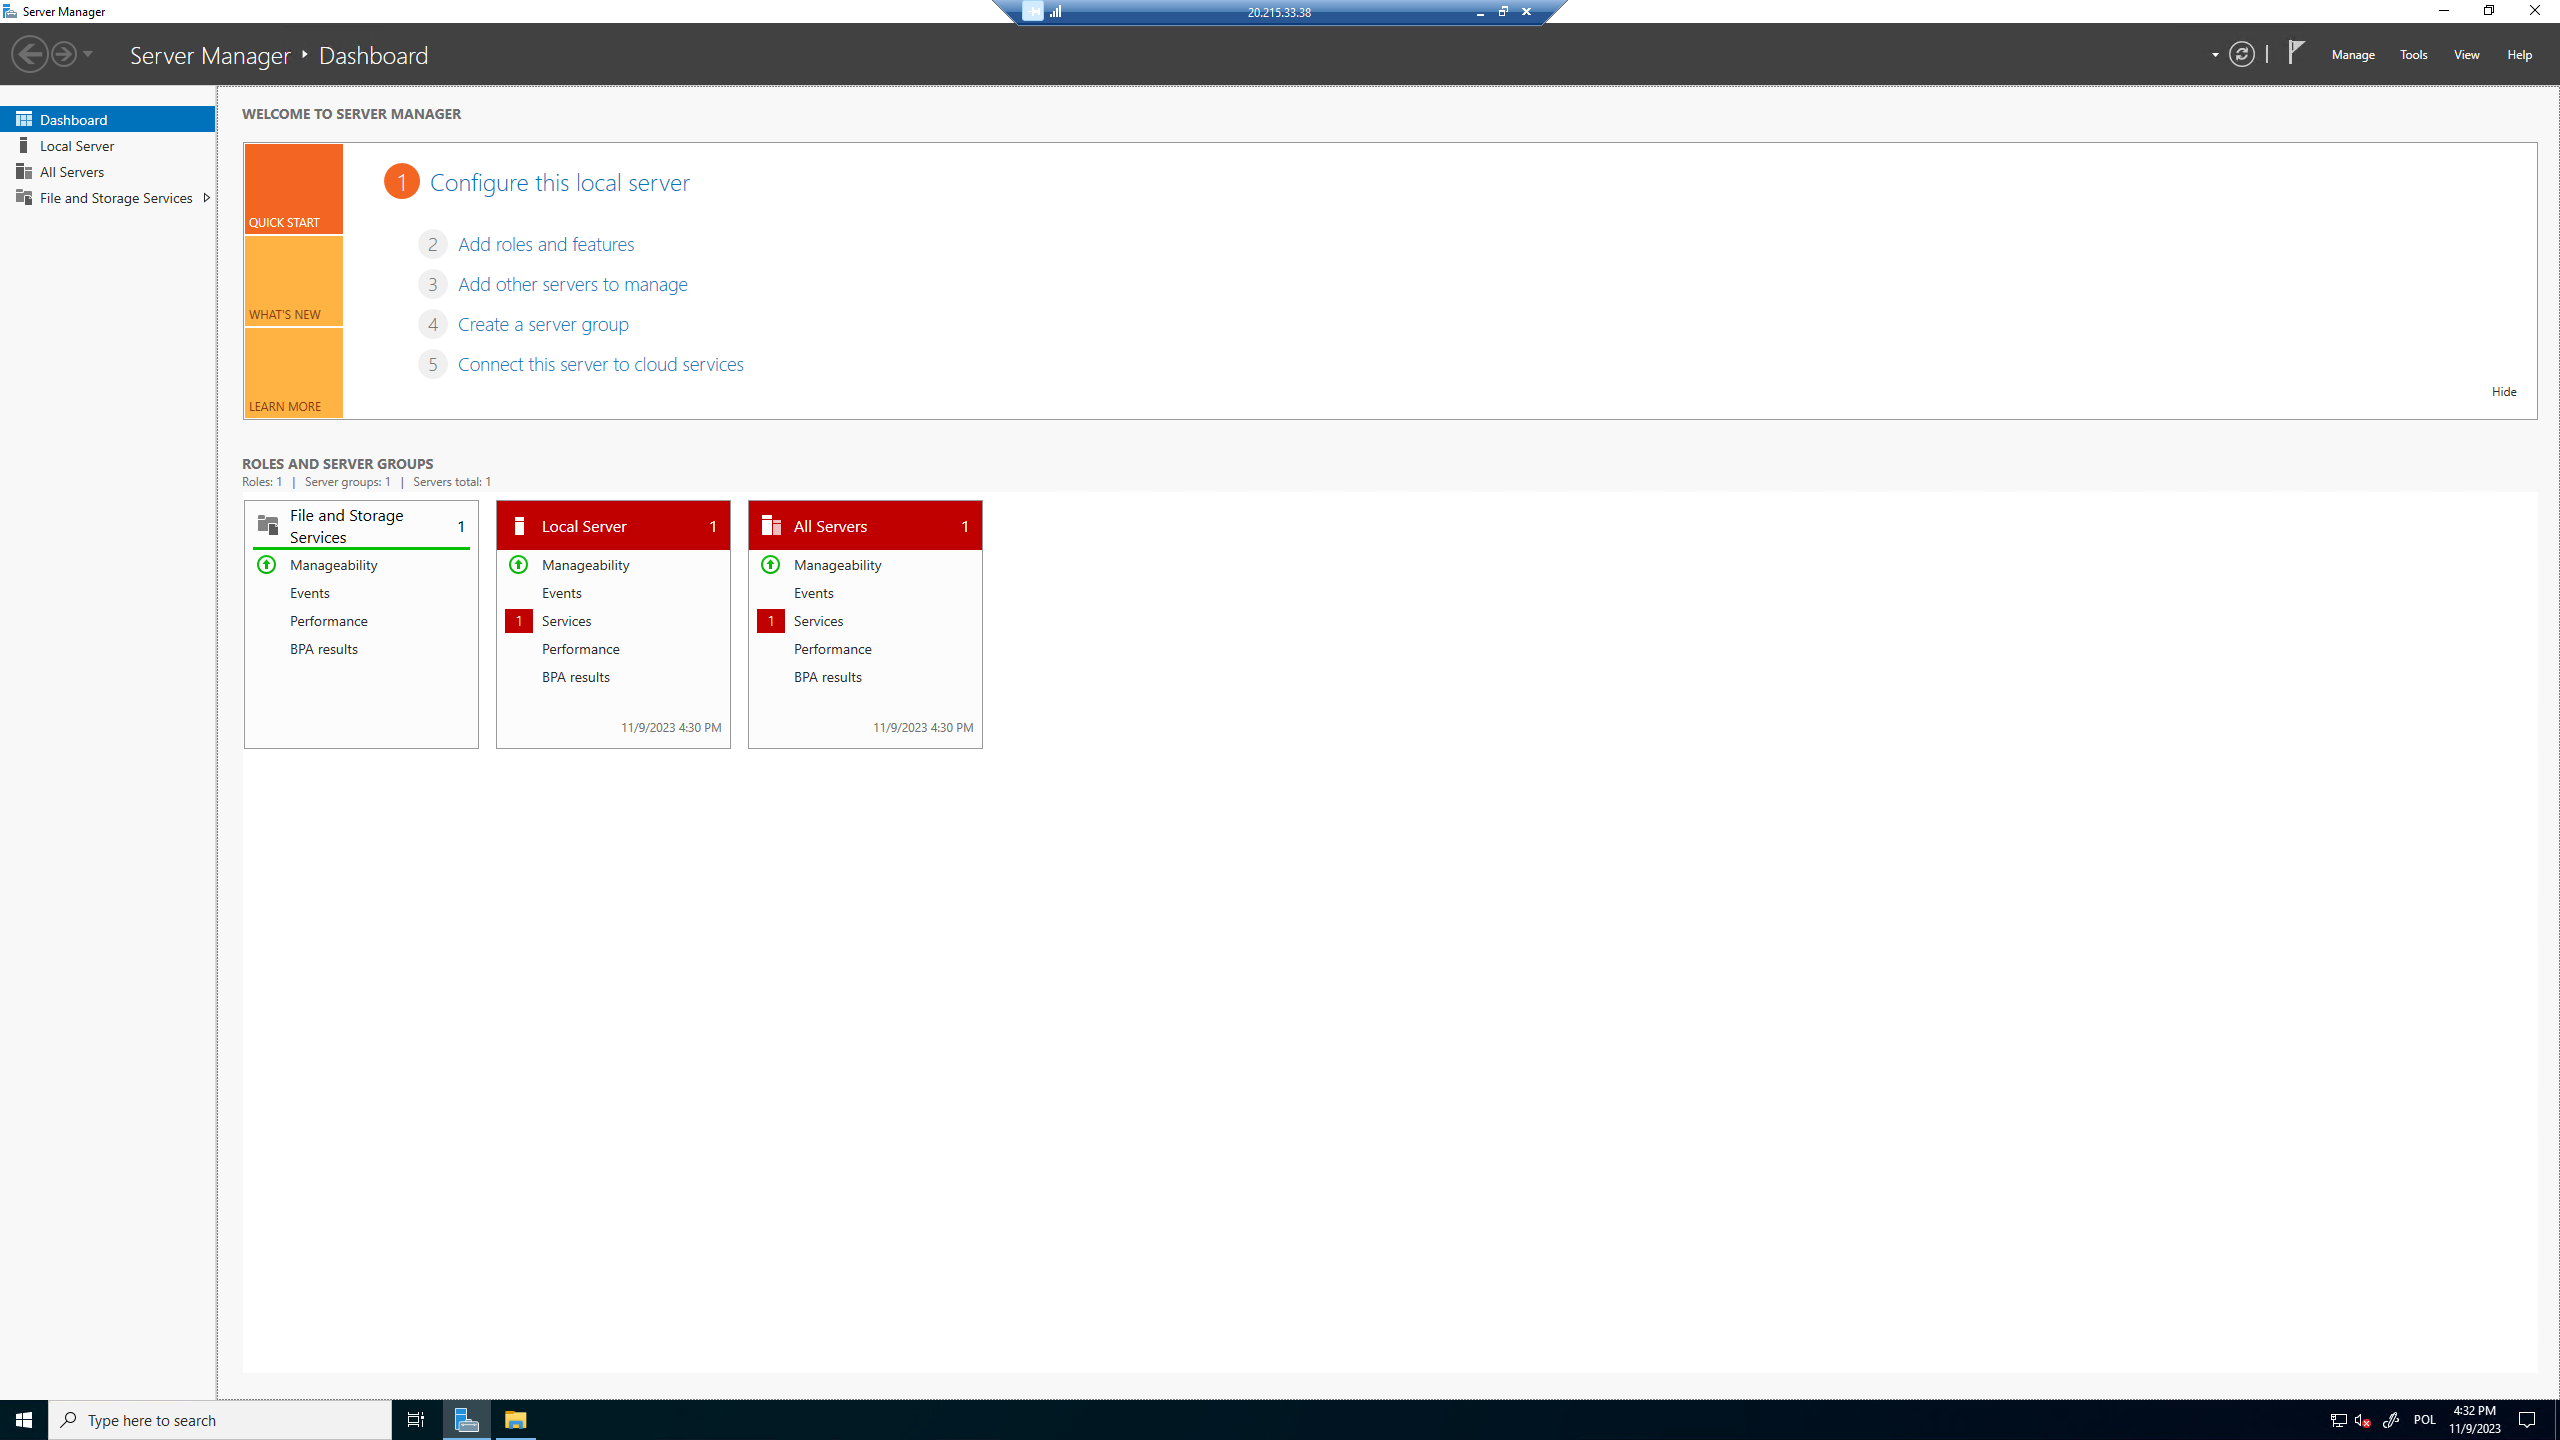 Server Manager
20.215.33.38
Server Manager Dashboard
Manage Tools View Help
Dashboard
Local Server
All Servers
File and Storage Services
WELCOME TO SERVER MANAGER
QUICK START
WHAT'S NEW
LEARN MORE
1 Configure this local server
2 Add roles and features
3 Add other servers to manage
4 Create a server group
5 Connect this server to cloud services
Hide
ROLES AND SERVER GROUPS
Roles: 1 | Server groups: 1 | Servers total: 1
File and Storage
Services 1
Manageability
Events
Performance
BPA results
Local Server 1
Manageability
Events
1 Services
Performance
BPA results
11/9/2023 4:30 PM
All Servers 1
Manageability
Events
1 Services
Performance
BPA results
11/9/2023 4:30 PM
Type here to search
POL
4:32 PM
11/9/2023